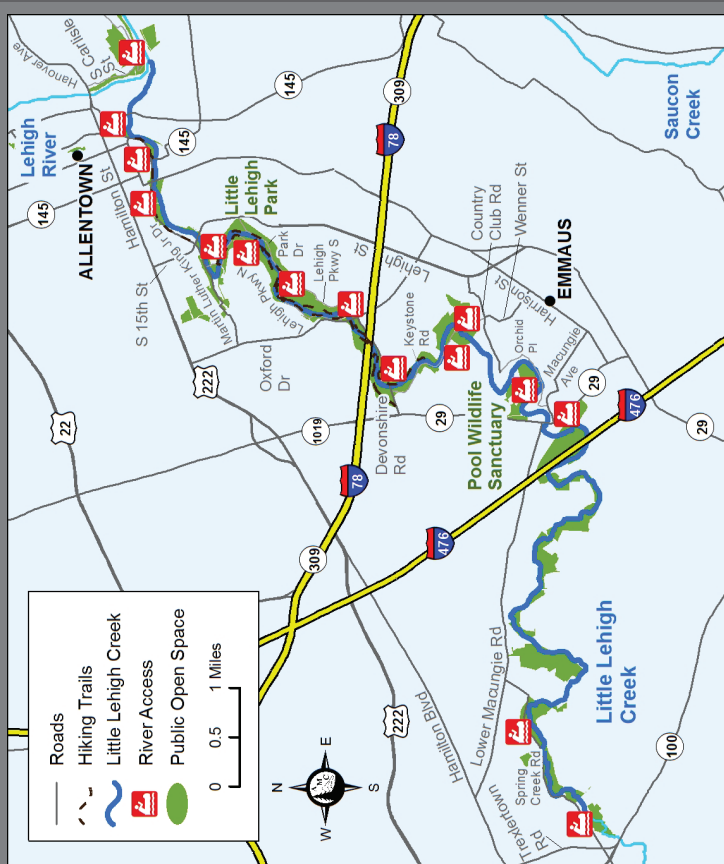 Roads
Hiking Trails
Little Lehigh Creek
River Access
Public Open Space
0
0.5
1 Miles
N
E
S
W
AMC
22
222
222
309
309
78
78
476
476
145
145
145
1019
29
29
29
100
Hanover Ave
S Carlisle
St
Lehigh
River
ALLENTOWN
Hamilton St
Martin Luther King Jr Dr
S 15th St
Little
Lehigh
Park
Park
Dr
Lehigh Pkwy N
Lehigh
Pkwy S
Lehigh
St
Oxford
Dr
Keystone
Rd
Devonshire
Rd
Country
Club Rd
Wenner St
Saucon
Creek
EMMAUS
Harrison St
Orchid
Pl
Macungie
Ave
Pool Wildlife
Sanctuary
Hamilton Blvd
Lower Macungie Rd
Little Lehigh
Creek
Spring
Creek Rd
Trexlertown
Rd